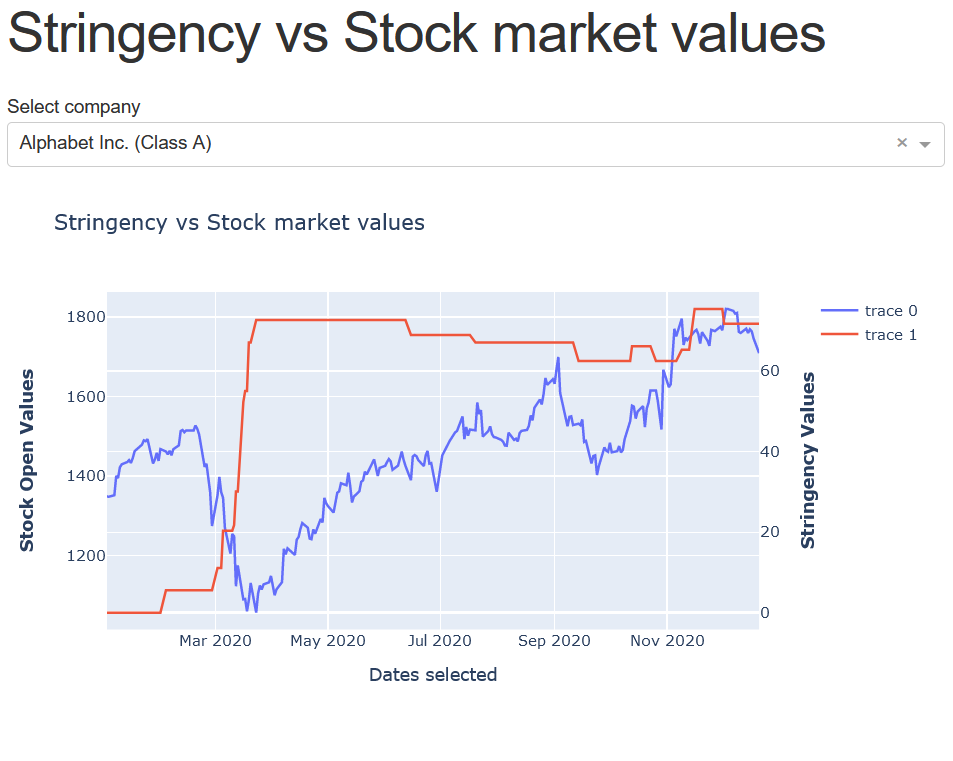 Stringency vs Stock market values
Select company
Alphabet Inc. (Class A)
× 
Stringency vs Stock market values
trace 0
trace 1
1800
1600
1400
1200
Stock Open Values
60
40
20
0
Stringency Values
Mar 2020
May 2020
Jul 2020
Sep 2020
Nov 2020
Dates selected